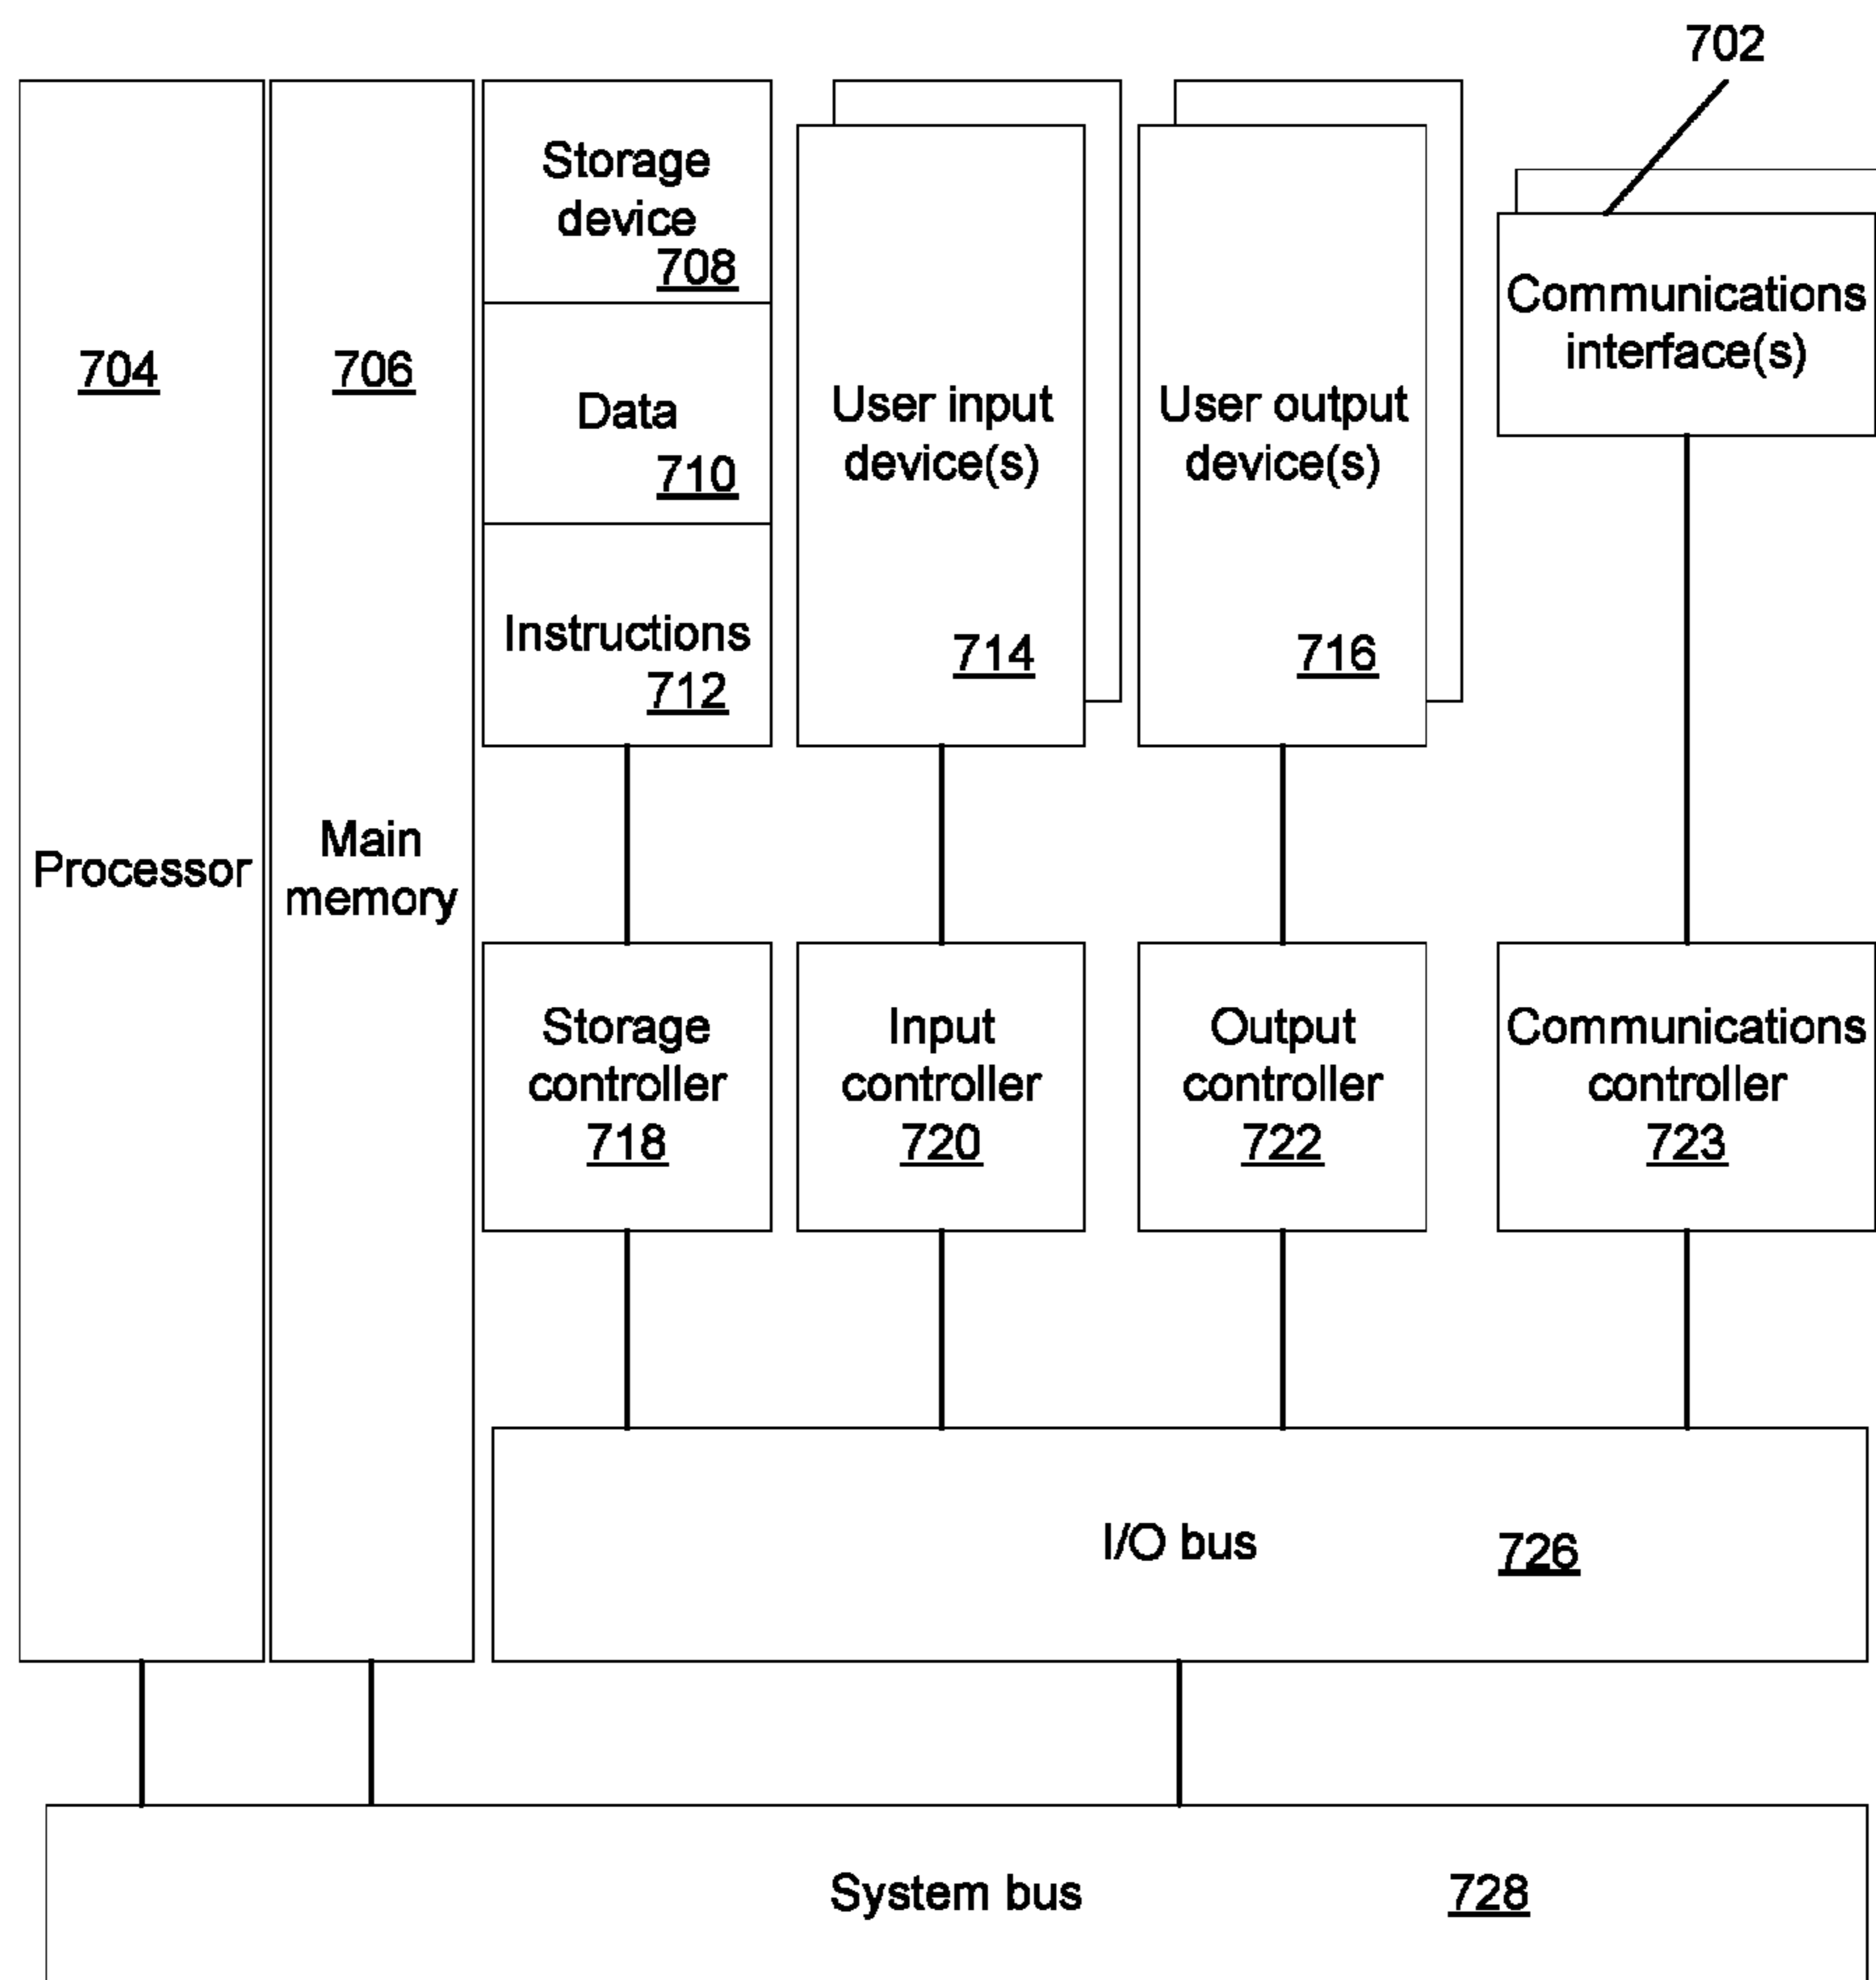 702
704
Processor
706
Main
memory
Storage
device
708
Data
710
Instructions
712
User input
device(s)
714
User output
device(s)
716
Communications
interface(s)
Storage
controller
718
Input
controller
720
Output
controller
722
Communications
controller
723
I/O bus
726
System bus
728